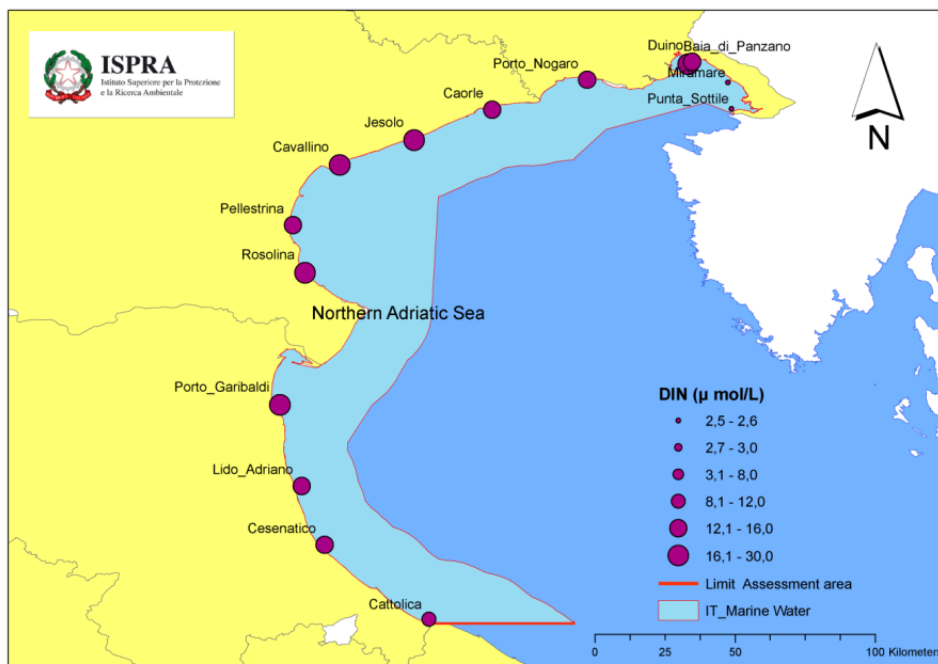 ISPRA
Istituto Superiore per la Protezione
e la Ricerca Ambientale
Duino
Baia_di_Panzano
Porto_Nogaro
Miramare
Caorle
Punta_Sottile
Jesolo
N
Cavallino
Pellestrina
Rosolina
Northern Adriatic Sea
Porto_Garibaldi
DIN (µ mol/L)
2,5 - 2,6
2,7 - 3,0
3,1 - 8,0
8,1 - 12,0
12,1 - 16,0
16,1 - 30,0
Limit Assessment area
IT_Marine Water
Lido_Adriano
Cesenatico
Cattolica
0 25 50 100 Kilometers